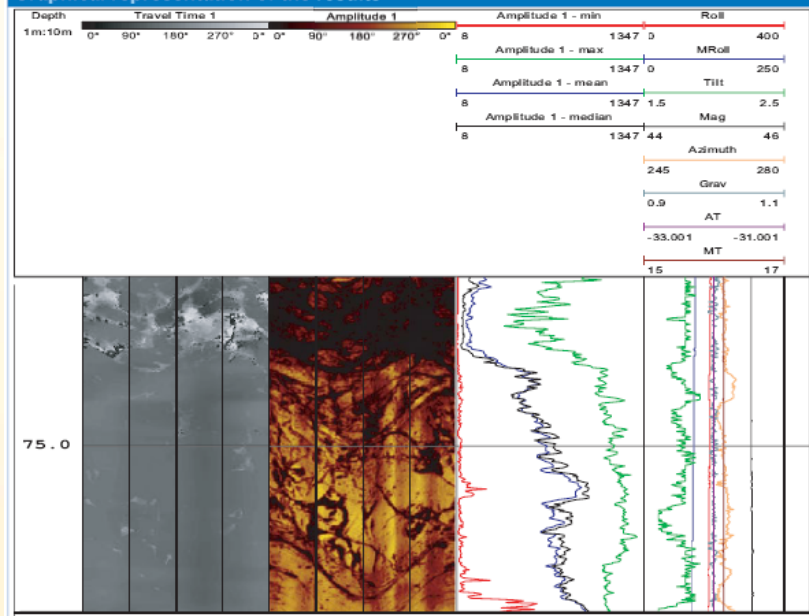 Depth Travel Time 1 Amplitude 1 Amplitude 1 - min Roll
1m:10m 0° 90° 180° 270° 0° 0° 90° 180° 270° 0° 8 1347 0 400
Amplitude 1 - max MRoll
8 1347 0 250
Amplitude 1 - mean Tilt
8 1347 1.5 2.5
Amplitude 1 - median Mag
8 1347 44 46
Azimuth
245 280
Grav
0.9 1.1
AT
-33.001 -31.001
MT
15 17
75.0